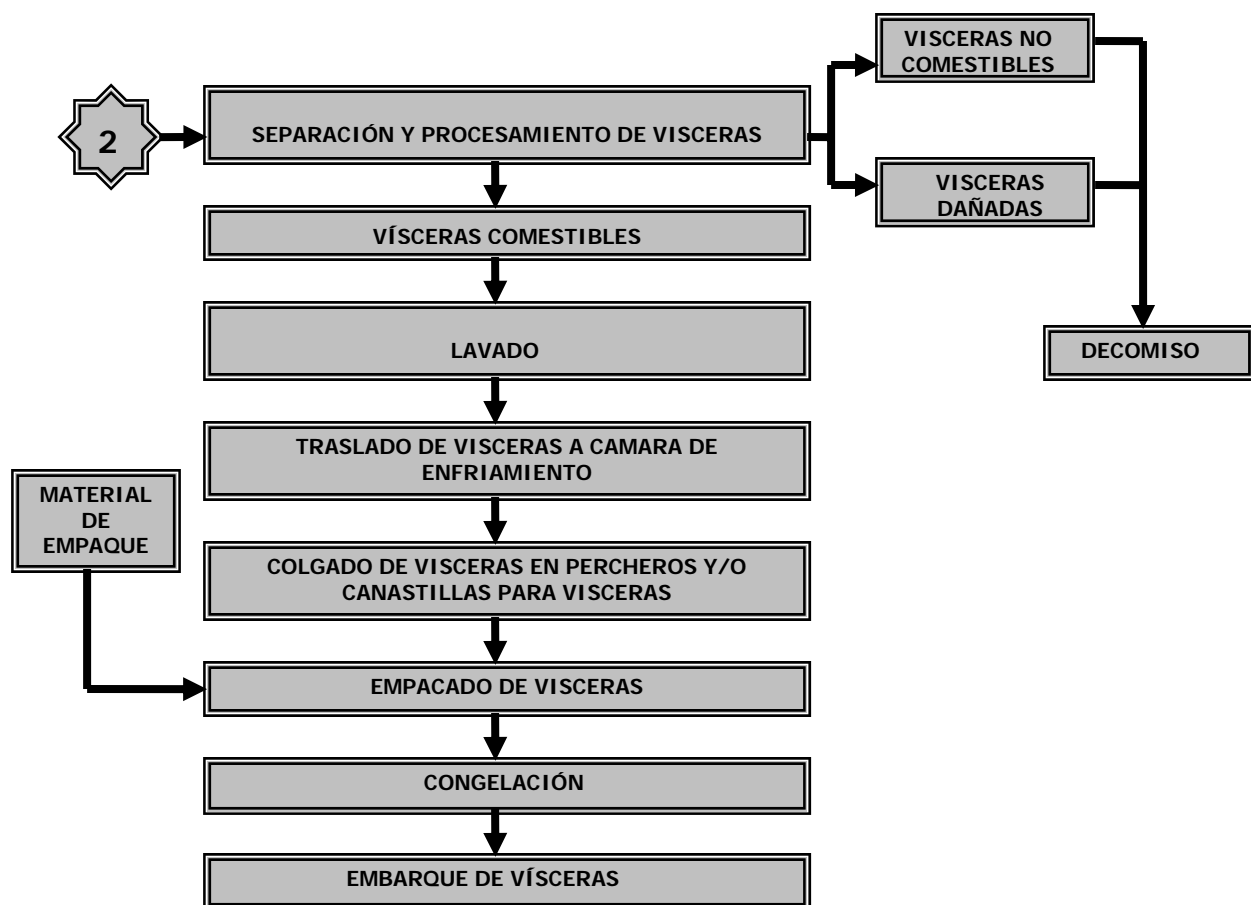 VISCERAS NO
COMESTIBLES
2
SEPARACIÓN Y PROCESAMIENTO DE VISCERAS
VISCERAS
DAÑADAS
VÍSCERAS COMESTIBLES
LAVADO
DECOMISO
TRASLADO DE VISCERAS A CAMARA DE
ENFRIAMIENTO
MATERIAL
DE
EMPAQUE
COLGADO DE VISCERAS EN PERCHEROS Y/O
CANASTILLAS PARA VISCERAS
EMPACADO DE VISCERAS
CONGELACIÓN
EMBARQUE DE VÍSCERAS